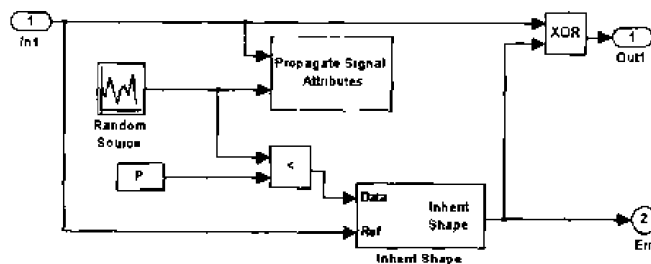 1
In1
Propagate Signal
Attributes
XOR
1
Out1
Random
Source
P
<
Data
Ref
Inherit
Shape
Inherit Shape
2
Err